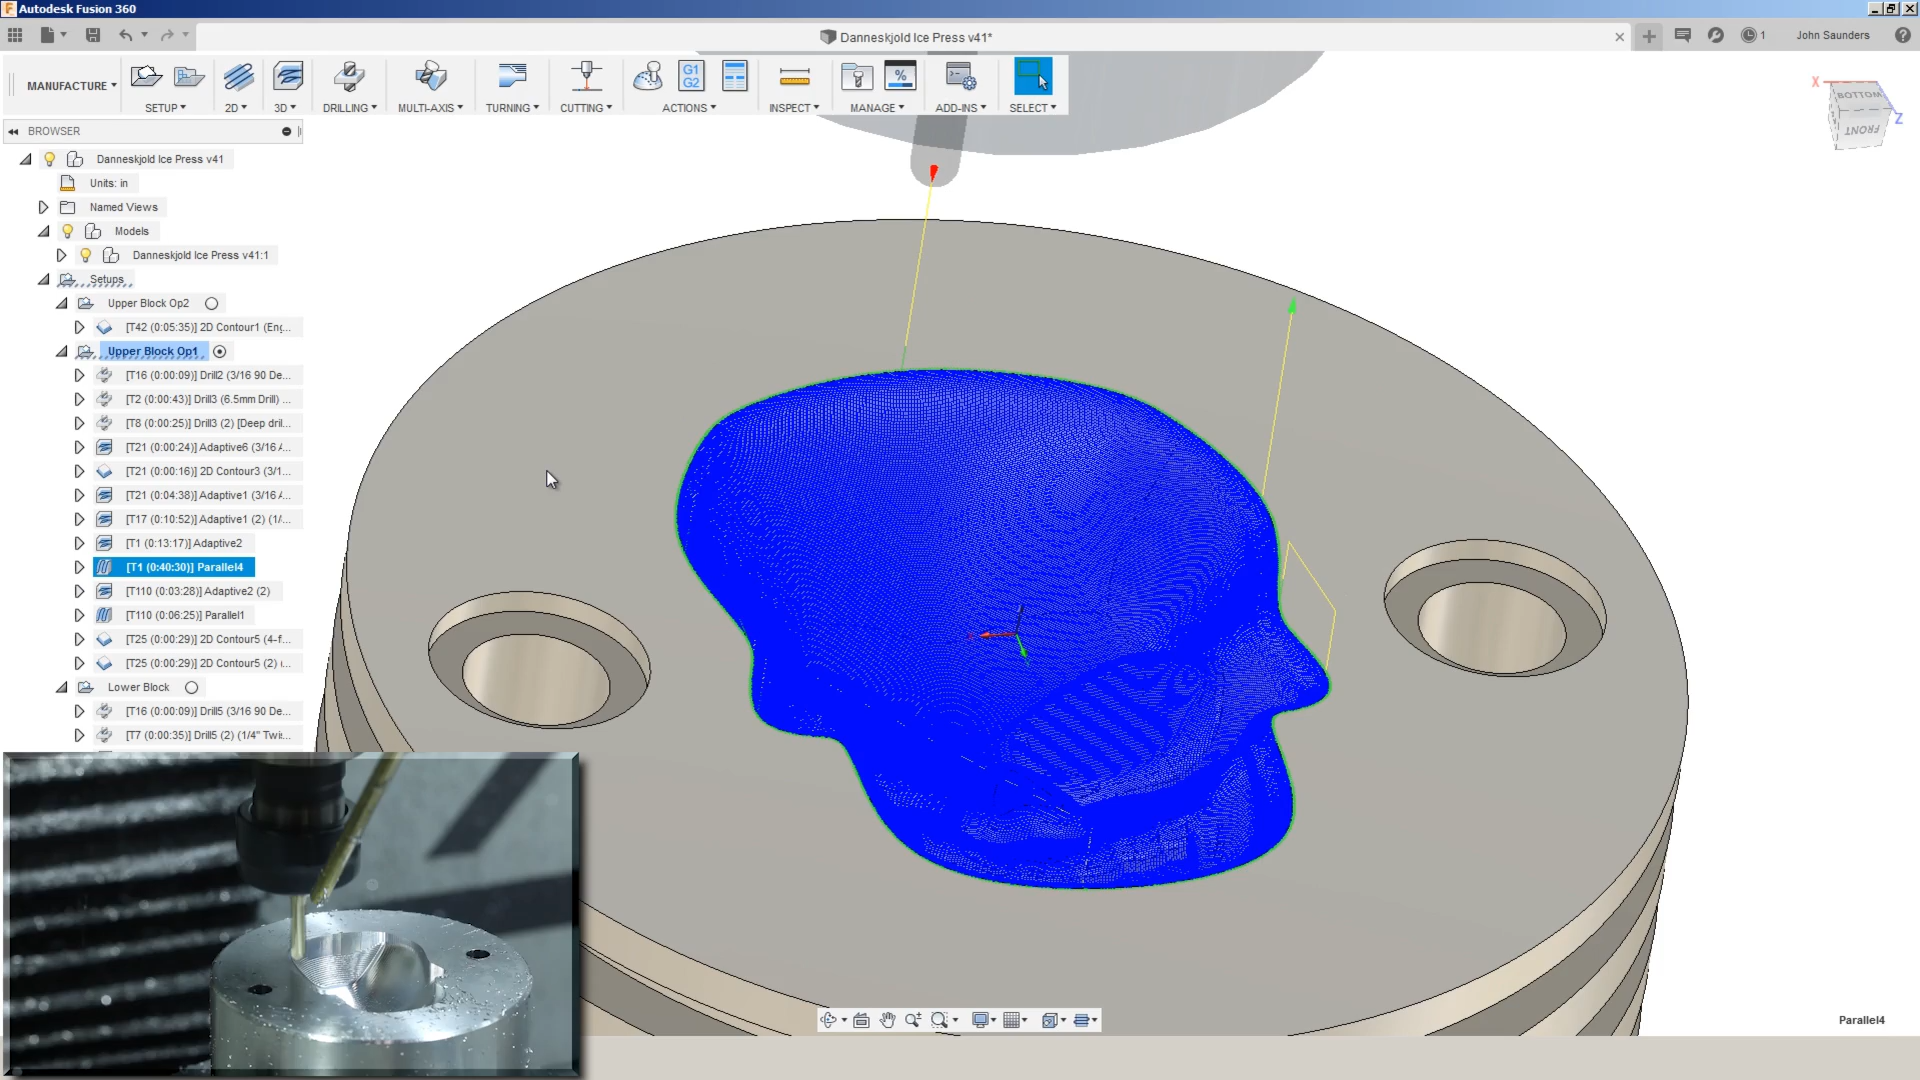 Autodesk Fusion 360
Danneskjold Ice Press v41*
1
John Saunders
MANUFACTURE
G1
G2
%
SETUP
2D
3D
DRILLING
MULTI-AXIS
TURNING
CUTTING
ACTIONS
INSPECT
MANAGE
ADD-INS
SELECT
BROWSER
Danneskjold Ice Press v41
Units: in
Named Views
Models
Danneskjold Ice Press v41:1
Setups
Upper Block Op2
[T42 (0:05:35)] 2D Contour1 (Eng...
Upper Block Op1
[T16 (0:00:09)] Drill2 (3/16 90 De...
[T2 (0:00:43)] Drill3 (6.5mm Drill) ...
[T8 (0:00:25)] Drill3 (2) [Deep dril...
[T21 (0:00:24)] Adaptive6 (3/16 A...
[T21 (0:00:16)] 2D Contour3 (3/1...
[T21 (0:04:38)] Adaptive1 (3/16 A...
[T17 (0:10:52)] Adaptive1 (2) (1/...
[T1 (0:13:17)] Adaptive2
[T1 (0:40:30)] Parallel4
[T110 (0:03:28)] Adaptive2 (2)
[T110 (0:06:25)] Parallel1
[T25 (0:00:29)] 2D Contour5 (4-f...
[T25 (0:00:29)] 2D Contour5 (2) (...
Lower Block
[T16 (0:00:09)] Drill5 (3/16 90 De...
[T7 (0:00:35)] Drill5 (2) (1/4" Twi...
X
BOTTOM
Z
FRONT
Parallel4